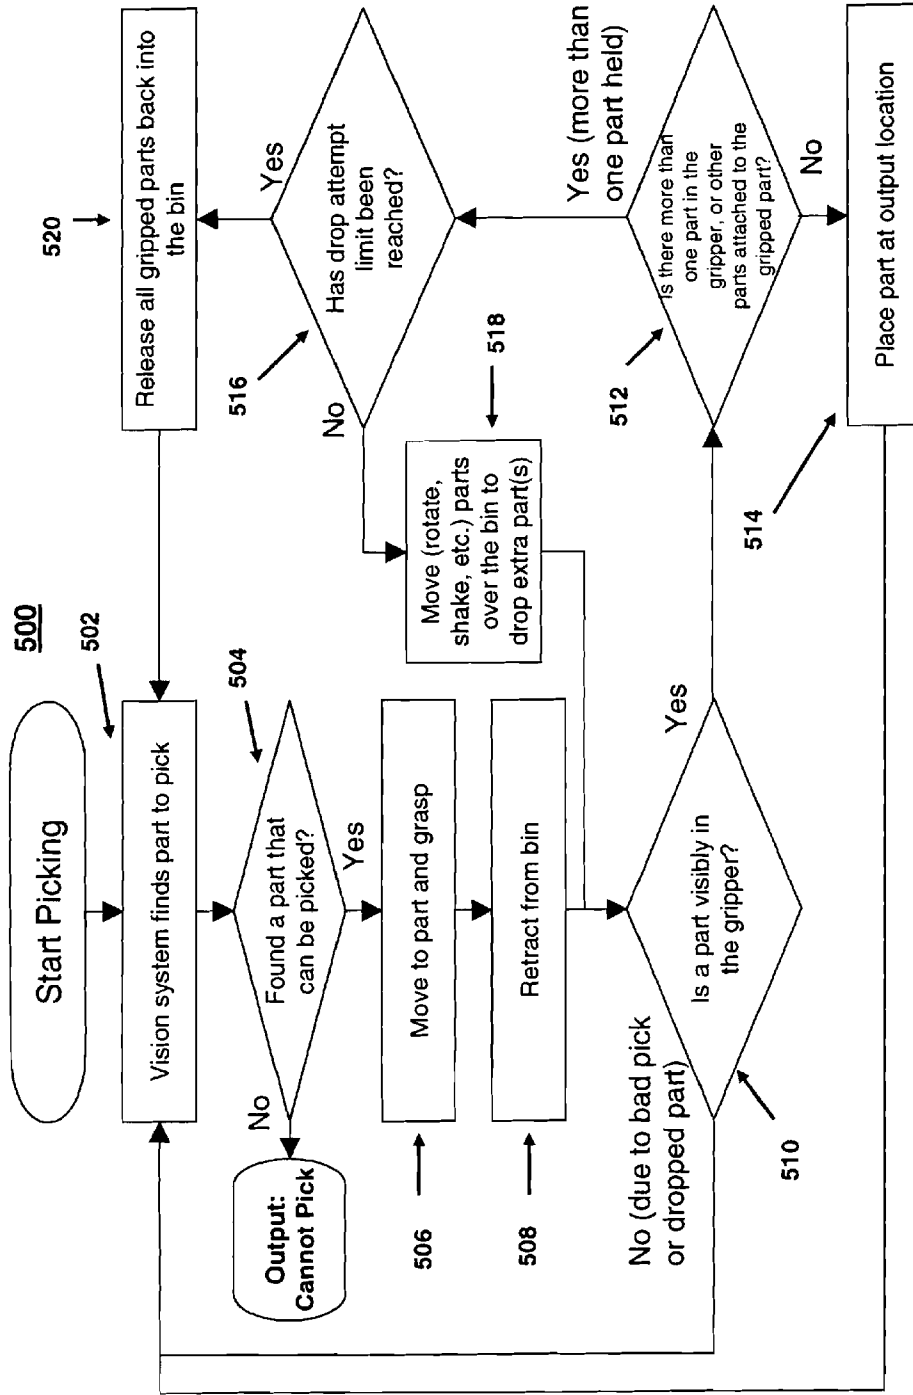 500
Start Picking
502
Vision system finds part to pick
504
Found a part that
can be picked?
No
Output:
Cannot Pick
Yes
506
Move to part and grasp
508
Retract from bin
510
Is a part visibly in
the gripper?
No (due to bad pick
or dropped part)
Yes
520
Release all gripped parts back into
the bin
Yes
516
Has drop attempt
limit been
reached?
No
518
Move (rotate,
shake, etc.) parts
over the bin to
drop extra part(s)
Yes (more than
one part held)
512
Is there more than
one part in the
gripper, or other
parts attached to the
gripped part?
No
514
Place part at output location